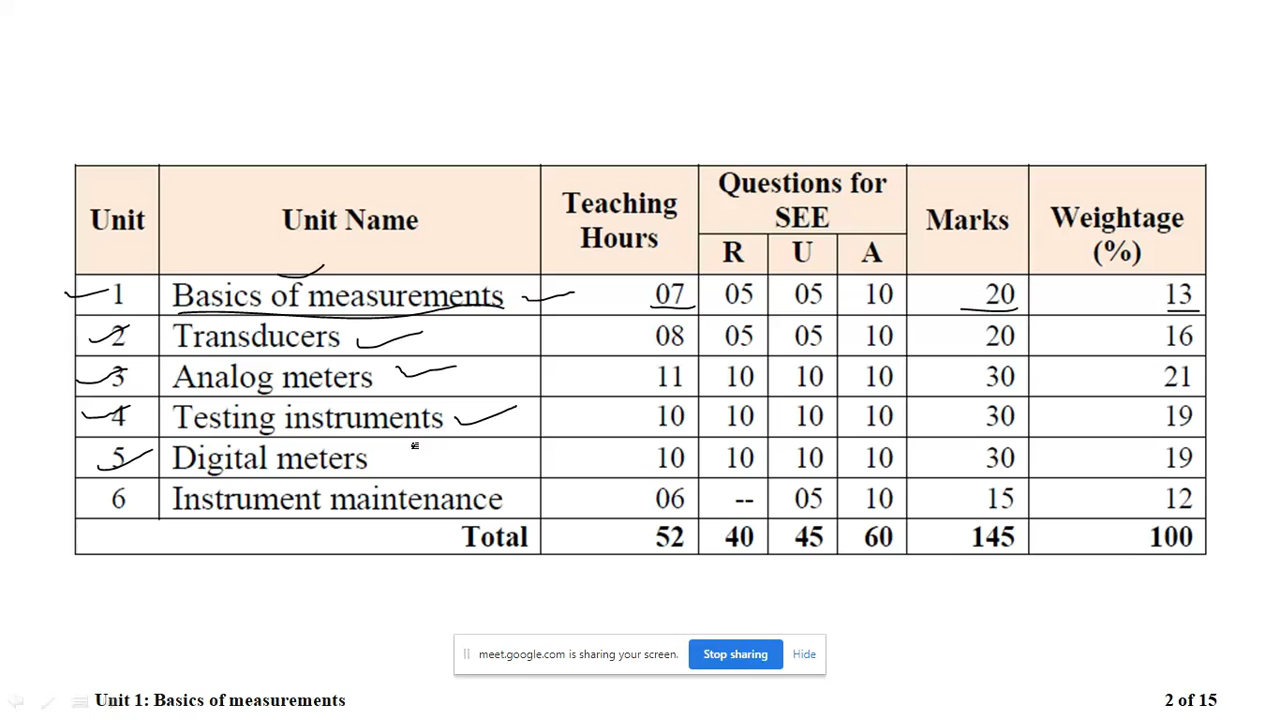 Unit Unit Name Teaching Hours Questions for SEE Marks Weightage (%)
R U A
1 Basics of measurements 07 05 05 10 20 13
2 Transducers 08 05 05 10 20 16
3 Analog meters 11 10 10 10 30 21
4 Testing instruments 10 10 10 10 30 19
5 Digital meters 10 10 10 10 30 19
6 Instrument maintenance 06 -- 05 10 15 12
Total 52 40 45 60 145 100
meet.google.com is sharing your screen. Stop sharing Hide
Unit 1: Basics of measurements 2 of 15